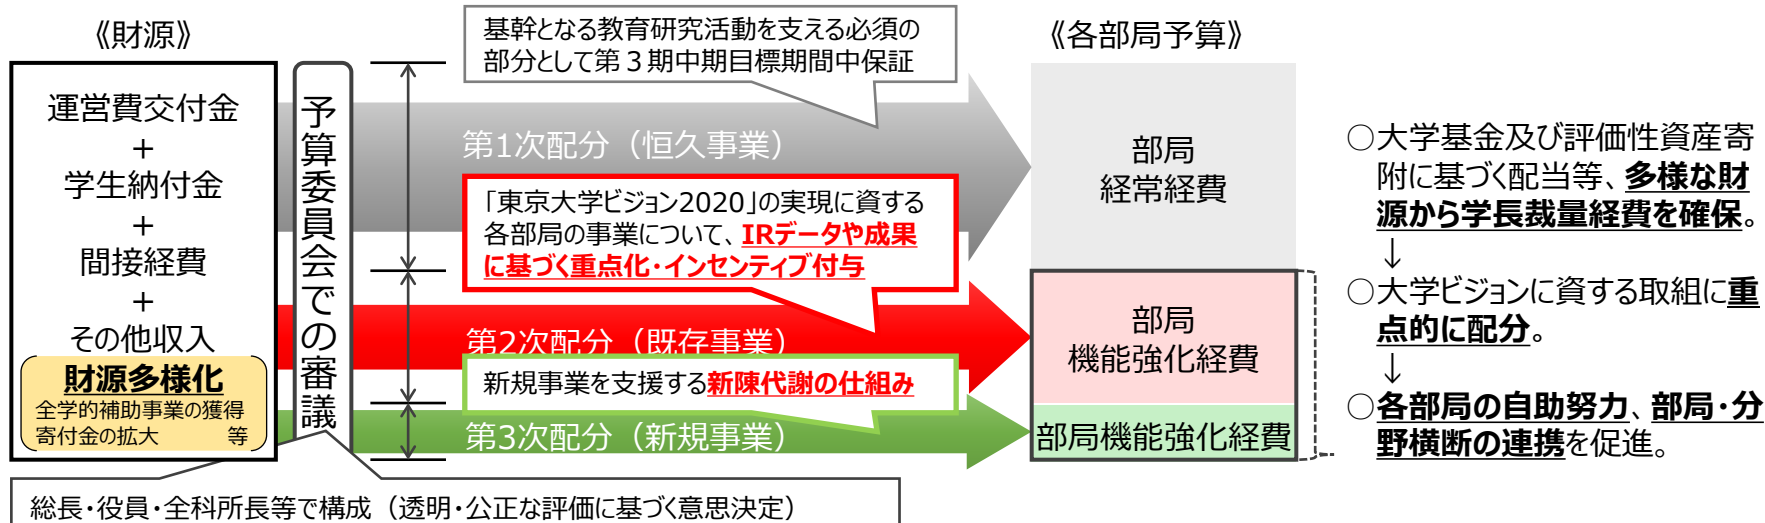 《財源》
運営費交付金
+
学生納付金
+
間接経費
+
その他収入
財源多様化
全学的補助事業の獲得
寄付金の拡大　　　等
予算委員会での審議
総長・役員・全科所長等で構成（透明・公正な評価に基づく意思決定）
基幹となる教育研究活動を支える必須の
部分として第３期中期目標期間中保証
第1次配分（恒久事業）
「東京大学ビジョン2020」の実現に資する
各部局の事業について、IRデータや成果
に基づく重点化・インセンティブ付与
第2次配分（既存事業）
新規事業を支援する新陳代謝の仕組み
第3次配分（新規事業）
《各部局予算》
部局
経常経費
部局
機能強化経費
部局機能強化経費
○大学基金及び評価性資産寄
附に基づく配当等、多様な財
源から学長裁量経費を確保。
↓
○大学ビジョンに資する取組に重
点的に配分。
↓
○各部局の自助努力、部局・分
野横断の連携を促進。